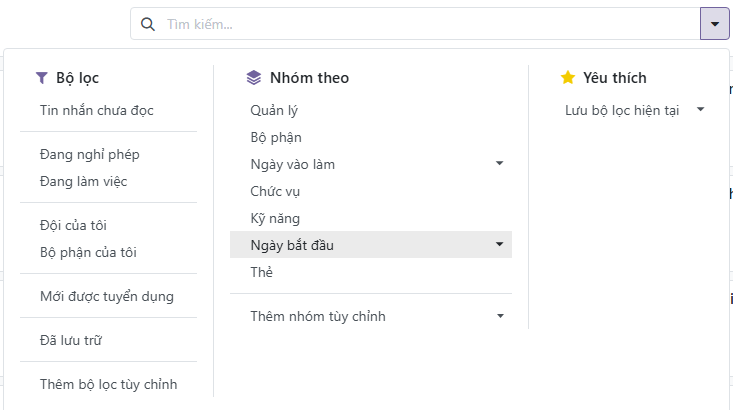 Tìm kiếm...
Bộ lọc
Tin nhắn chưa đọc
Đang nghỉ phép
Đang làm việc
Đội của tôi
Bộ phận của tôi
Mới được tuyển dụng
Đã lưu trữ
Thêm bộ lọc tùy chỉnh
Nhóm theo
Quản lý
Bộ phận
Ngày vào làm
Chức vụ
Kỹ năng
Ngày bắt đầu
Thẻ
Thêm nhóm tùy chỉnh
Yêu thích
Lưu bộ lọc hiện tại